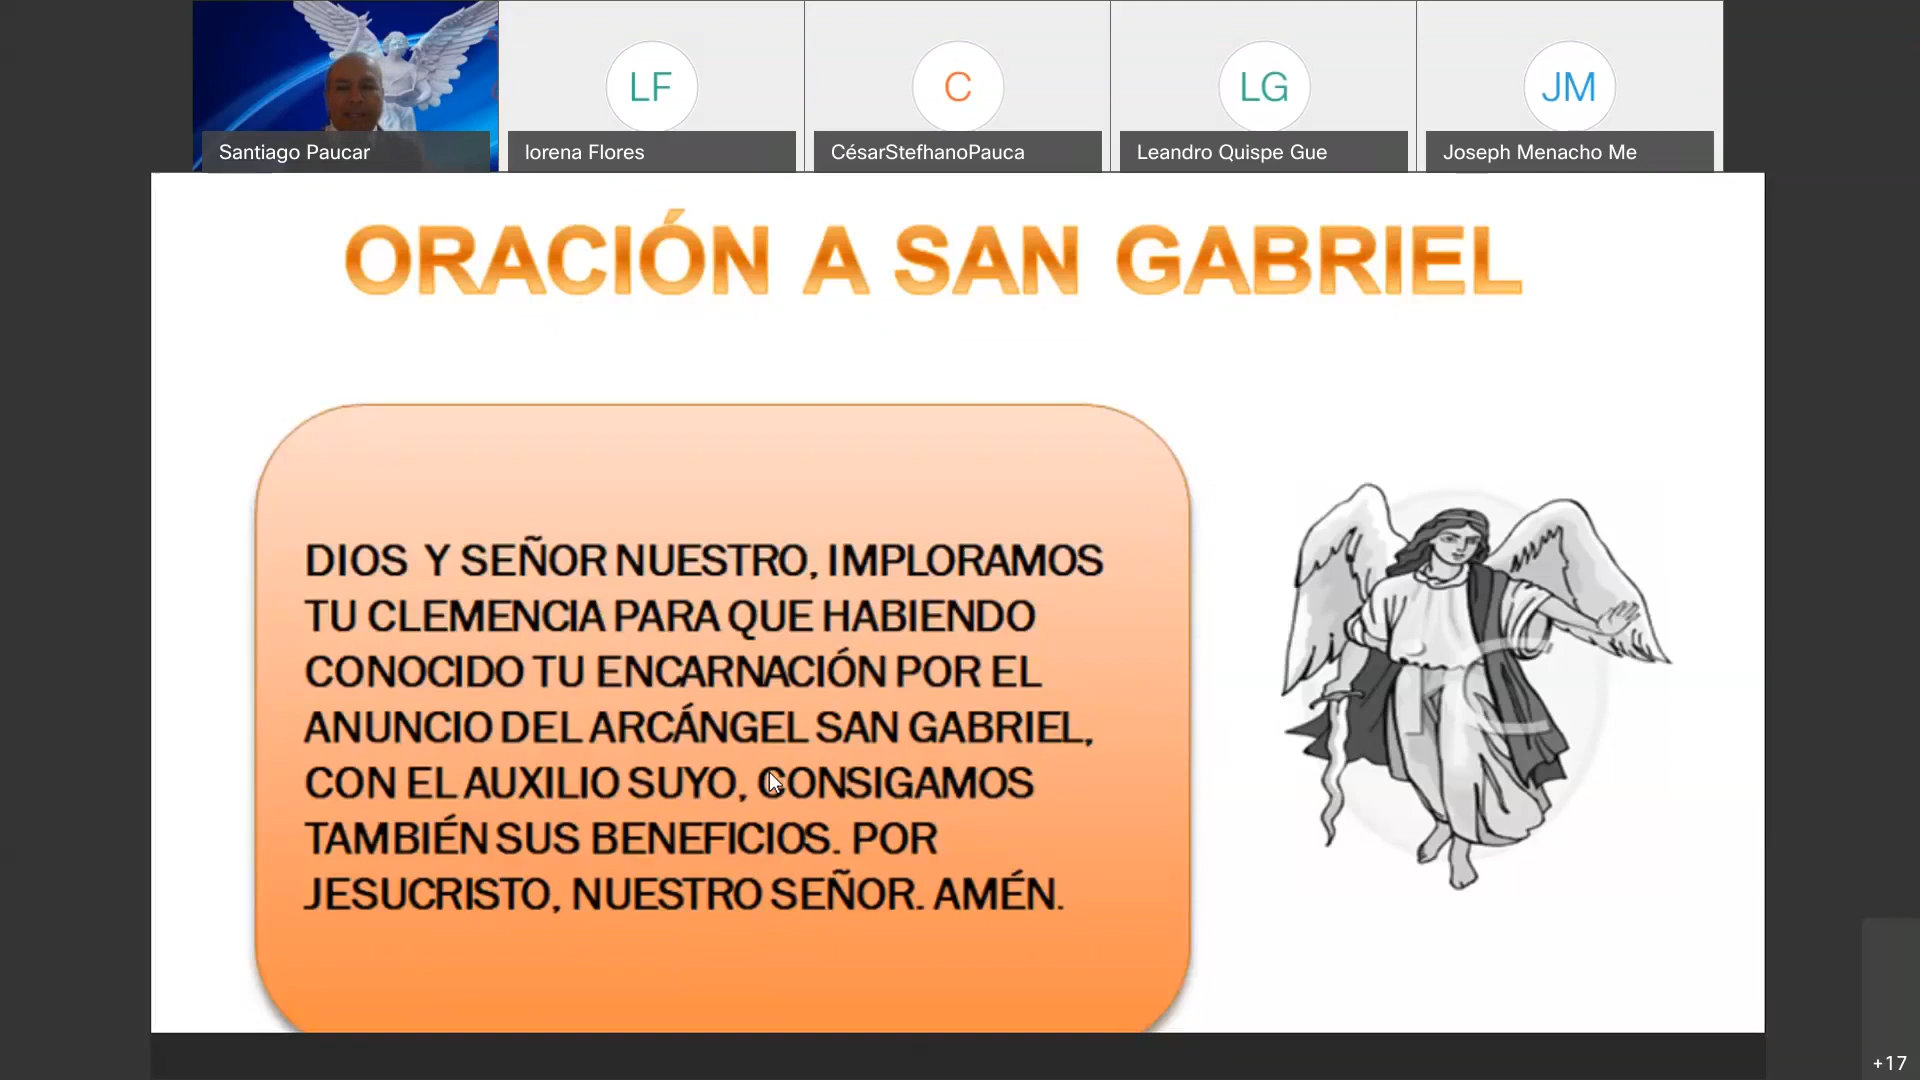 LF
C
LG
JM
Santiago Paucar
lorena Flores
CésarStefhanoPauca
Leandro Quispe Gue
Joseph Menacho Me
ORACIÓN A SAN GABRIEL
DIOS Y SEÑOR NUESTRO, IMPLORAMOS
TU CLEMENCIA PARA QUE HABIENDO
CONOCIDO TU ENCARNACIÓN POR EL
ANUNCIO DEL ARCÁNGEL SAN GABRIEL,
CON EL AUXILIO SUYO, CONSIGAMOS
TAMBIÉN SUS BENEFICIOS. POR
JESUCRISTO, NUESTRO SEÑOR. AMÉN.
+17